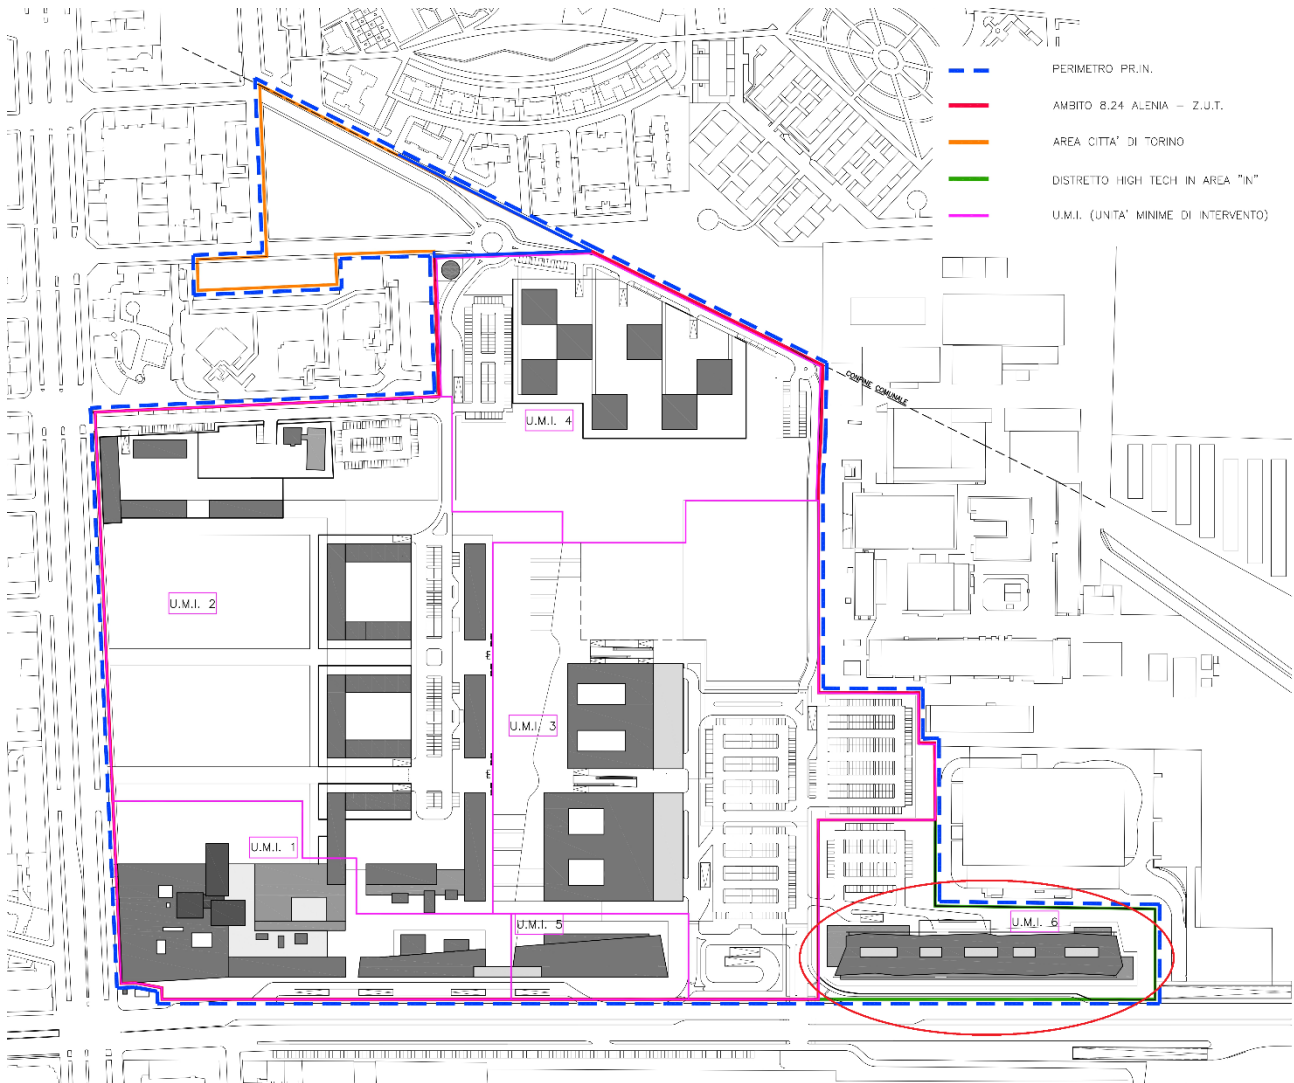 PERIMETRO PR.IN.
AMBITO 8.24 ALENIA – Z.U.T.
AREA CITTA' DI TORINO
DISTRETTO HIGH TECH IN AREA "IN"
U.M.I. (UNITA' MINIME DI INTERVENTO)
CONFINE COMUNALE
U.M.I. 4
U.M.I. 2
U.M.I. 3
U.M.I. 1
U.M.I. 5
U.M.I. 6